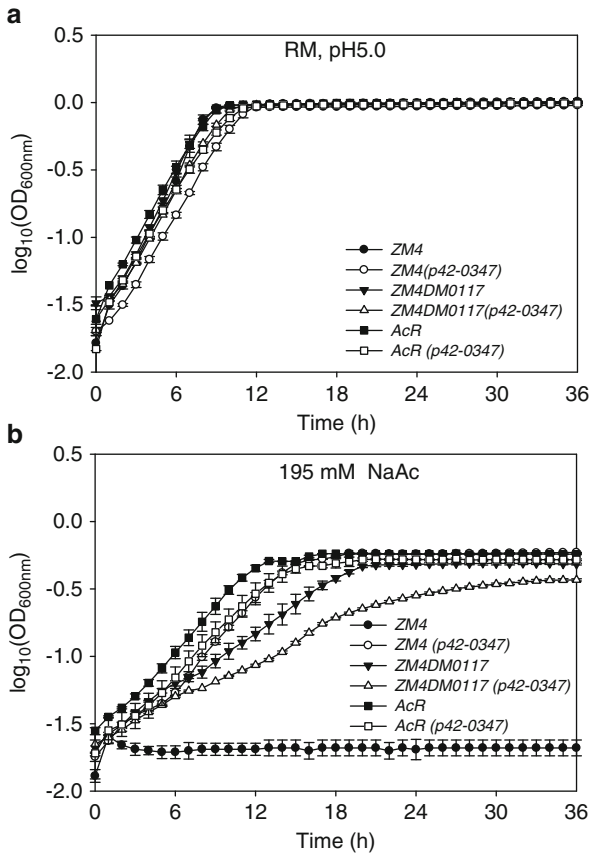 a
RM, pH5.0
0.5
0.0
-0.5
-1.0
-1.5
-2.0
log10(OD600nm)
ZM4
ZM4(p42-0347)
ZM4DM0117
ZM4DM0117(p42-0347)
AcR
AcR (p42-0347)
0 6 12 18 24 30 36
Time (h)
b
195 mM NaAc
0.5
0.0
-0.5
-1.0
-1.5
-2.0
log10(OD600nm)
ZM4
ZM4 (p42-0347)
ZM4DM0117
ZM4DM0117 (p42-0347)
AcR
AcR (p42-0347)
0 6 12 18 24 30 36
Time (h)